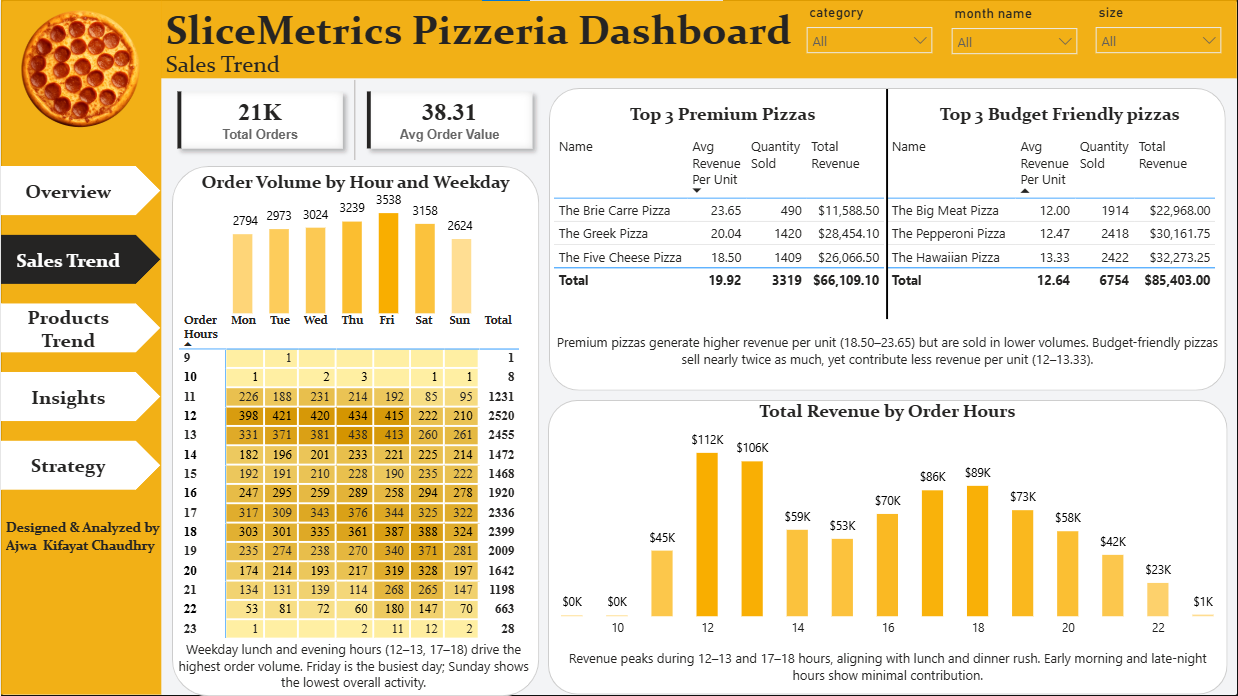 SliceMetrics Pizzeria Dashboard
Sales Trend
category
All
month name
All
size
All
Overview
Sales Trend
Products
Trend
Insights
Strategy
Designed & Analyzed by
Ajwa Kifayat Chaudhry
21K
Total Orders
38.31
Avg Order Value
Order Volume by Hour and Weekday
2794 2973 3024 3239 3538 3158 2624
Order Hours Mon Tue Wed Thu Fri Sat Sun Total
9 1 1
10 1 2 3 1 1 8
11 226 188 231 214 192 85 95 1231
12 398 421 420 434 415 222 210 2520
13 331 371 381 438 413 260 261 2455
14 182 196 201 233 221 225 214 1472
15 192 191 210 228 190 235 222 1468
16 247 295 259 289 258 294 278 1920
17 317 309 343 376 344 325 322 2336
18 303 301 335 361 387 388 324 2399
19 235 274 238 270 340 371 281 2009
20 174 214 193 217 319 328 197 1642
21 134 131 139 114 268 265 147 1198
22 53 81 72 60 180 147 70 663
23 1 2 11 12 2 28
Weekday lunch and evening hours (12–13, 17–18) drive the
highest order volume. Friday is the busiest day; Sunday shows
the lowest overall activity.
Top 3 Premium Pizzas
Name Avg Revenue Per Unit Quantity Sold Total Revenue
The Brie Carre Pizza 23.65 490 $11,588.50
The Greek Pizza 20.04 1420 $28,454.10
The Five Cheese Pizza 18.50 1409 $26,066.50
Total 19.92 3319 $66,109.10
Top 3 Budget Friendly pizzas
Name Avg Revenue Per Unit Quantity Sold Total Revenue
The Big Meat Pizza 12.00 1914 $22,968.00
The Pepperoni Pizza 12.47 2418 $30,161.75
The Hawaiian Pizza 13.33 2422 $32,273.25
Total 12.64 6754 $85,403.00
Premium pizzas generate higher revenue per unit (18.50–23.65) but are sold in lower volumes. Budget-friendly pizzas
sell nearly twice as much, yet contribute less revenue per unit (12–13.33).
Total Revenue by Order Hours
$0K $0K $45K $112K $106K $59K $53K $70K $86K $89K $73K $58K $42K $23K $1K
10 12 14 16 18 20 22
Revenue peaks during 12–13 and 17–18 hours, aligning with lunch and dinner rush. Early morning and late-night
hours show minimal contribution.